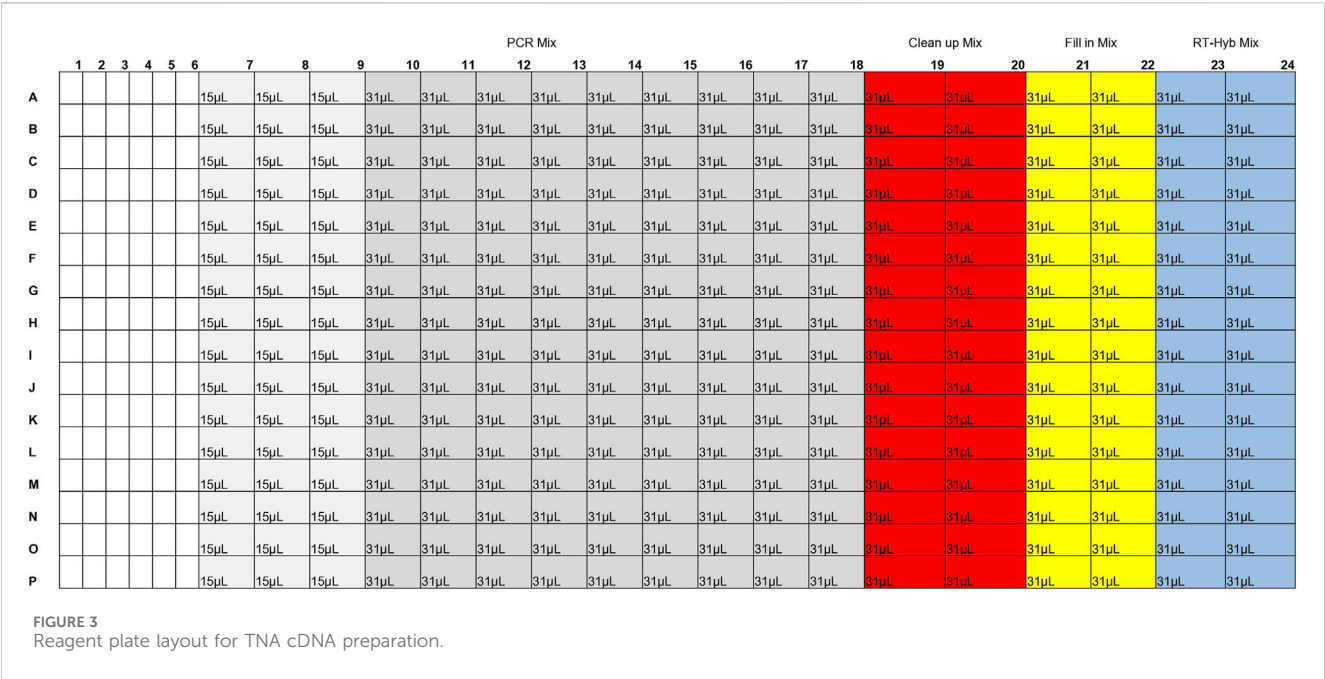 PCR Mix Clean up Mix Fill in Mix RT-Hyb Mix
1 2 3 4 5 6 7 8 9 10 11 12 13 14 15 16 17 18 19 20 21 22 23 24
A 15µL 15µL 15µL 31µL 31µL 31µL 31µL 31µL 31µL 31µL 31µL 31µL 31µL 31µL 31µL 31µL 31µL 31µL
B 15µL 15µL 15µL 31µL 31µL 31µL 31µL 31µL 31µL 31µL 31µL 31µL 31µL 31µL 31µL 31µL 31µL 31µL
C 15µL 15µL 15µL 31µL 31µL 31µL 31µL 31µL 31µL 31µL 31µL 31µL 31µL 31µL 31µL 31µL 31µL 31µL
D 15µL 15µL 15µL 31µL 31µL 31µL 31µL 31µL 31µL 31µL 31µL 31µL 31µL 31µL 31µL 31µL 31µL 31µL
E 15µL 15µL 15µL 31µL 31µL 31µL 31µL 31µL 31µL 31µL 31µL 31µL 31µL 31µL 31µL 31µL 31µL 31µL
F 15µL 15µL 15µL 31µL 31µL 31µL 31µL 31µL 31µL 31µL 31µL 31µL 31µL 31µL 31µL 31µL 31µL 31µL
G 15µL 15µL 15µL 31µL 31µL 31µL 31µL 31µL 31µL 31µL 31µL 31µL 31µL 31µL 31µL 31µL 31µL 31µL
H 15µL 15µL 15µL 31µL 31µL 31µL 31µL 31µL 31µL 31µL 31µL 31µL 31µL 31µL 31µL 31µL 31µL 31µL
I 15µL 15µL 15µL 31µL 31µL 31µL 31µL 31µL 31µL 31µL 31µL 31µL 31µL 31µL 31µL 31µL 31µL 31µL
J 15µL 15µL 15µL 31µL 31µL 31µL 31µL 31µL 31µL 31µL 31µL 31µL 31µL 31µL 31µL 31µL 31µL 31µL
K 15µL 15µL 15µL 31µL 31µL 31µL 31µL 31µL 31µL 31µL 31µL 31µL 31µL 31µL 31µL 31µL 31µL 31µL
L 15µL 15µL 15µL 31µL 31µL 31µL 31µL 31µL 31µL 31µL 31µL 31µL 31µL 31µL 31µL 31µL 31µL 31µL
M 15µL 15µL 15µL 31µL 31µL 31µL 31µL 31µL 31µL 31µL 31µL 31µL 31µL 31µL 31µL 31µL 31µL 31µL
N 15µL 15µL 15µL 31µL 31µL 31µL 31µL 31µL 31µL 31µL 31µL 31µL 31µL 31µL 31µL 31µL 31µL 31µL
O 15µL 15µL 15µL 31µL 31µL 31µL 31µL 31µL 31µL 31µL 31µL 31µL 31µL 31µL 31µL 31µL 31µL 31µL
P 15µL 15µL 15µL 31µL 31µL 31µL 31µL 31µL 31µL 31µL 31µL 31µL 31µL 31µL 31µL 31µL 31µL 31µL
FIGURE 3
Reagent plate layout for TNA cDNA preparation.